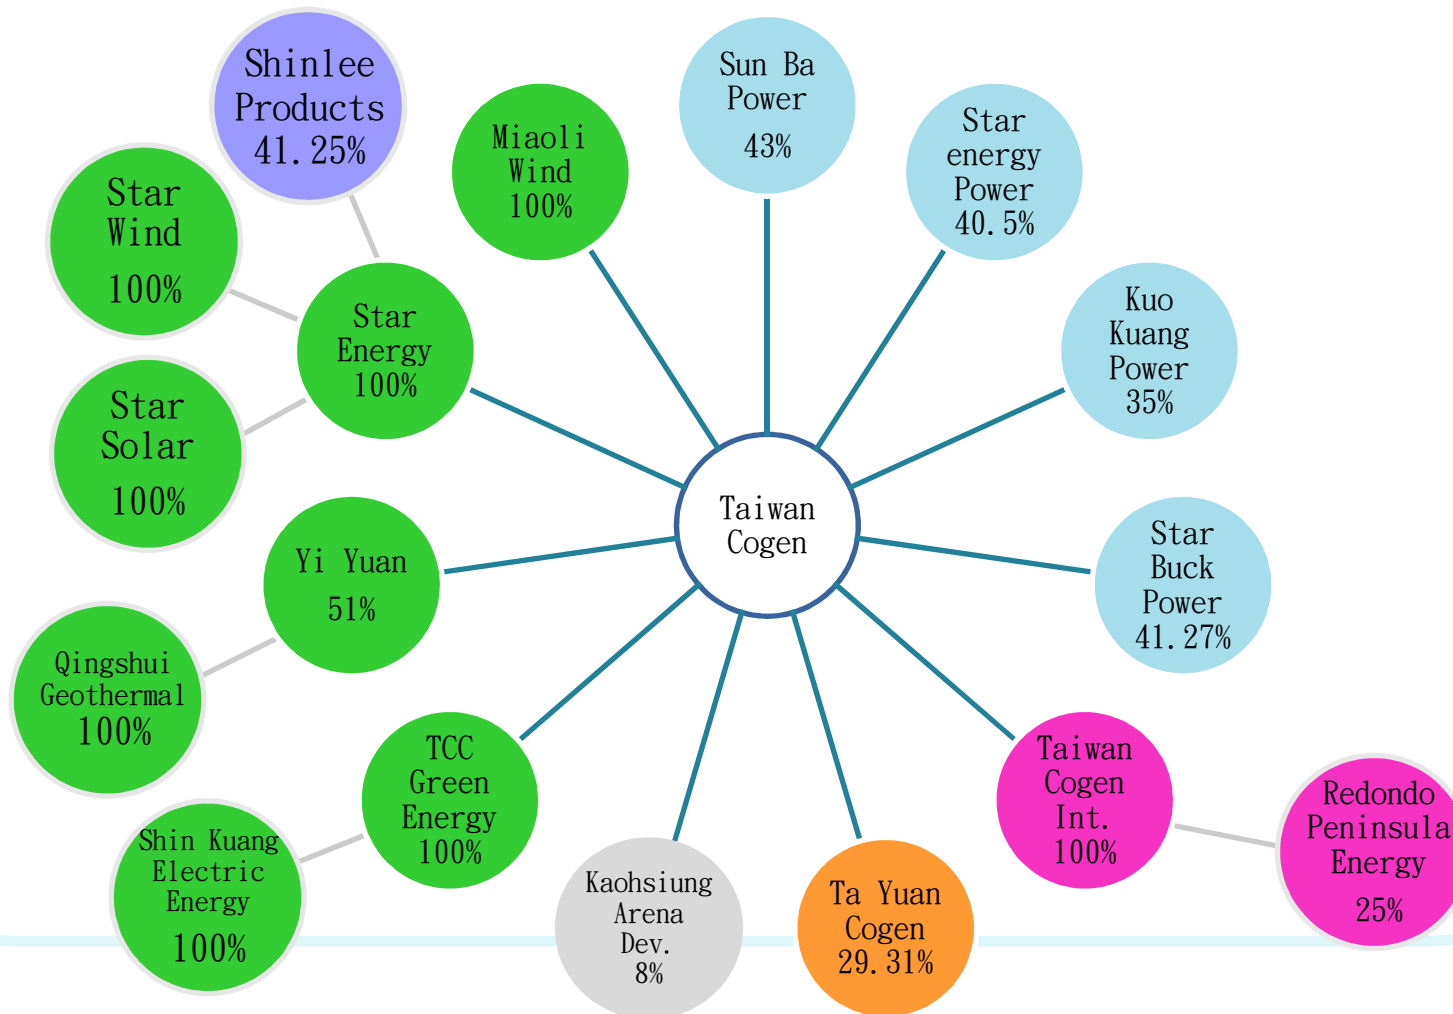 Shinlee
Products
41.25%
Star
Wind
100%
Star
Solar
100%
Star
Energy
100%
Miaoli
Wind
100%
Sun Ba
Power
43%
Star
energy
Power
40.5%
Kuo
Kuang
Power
35%
Star
Buck
Power
41.27%
Taiwan
Cogen
Yi Yuan
51%
Qingshui
Geothermal
100%
TCC
Green
Energy
100%
Shin Kuang
Electric
Energy
100%
Kaohsiung
Arena
Dev.
8%
Ta Yuan
Cogen
29.31%
Taiwan
Cogen
Int.
100%
Redondo
Peninsula
Energy
25%